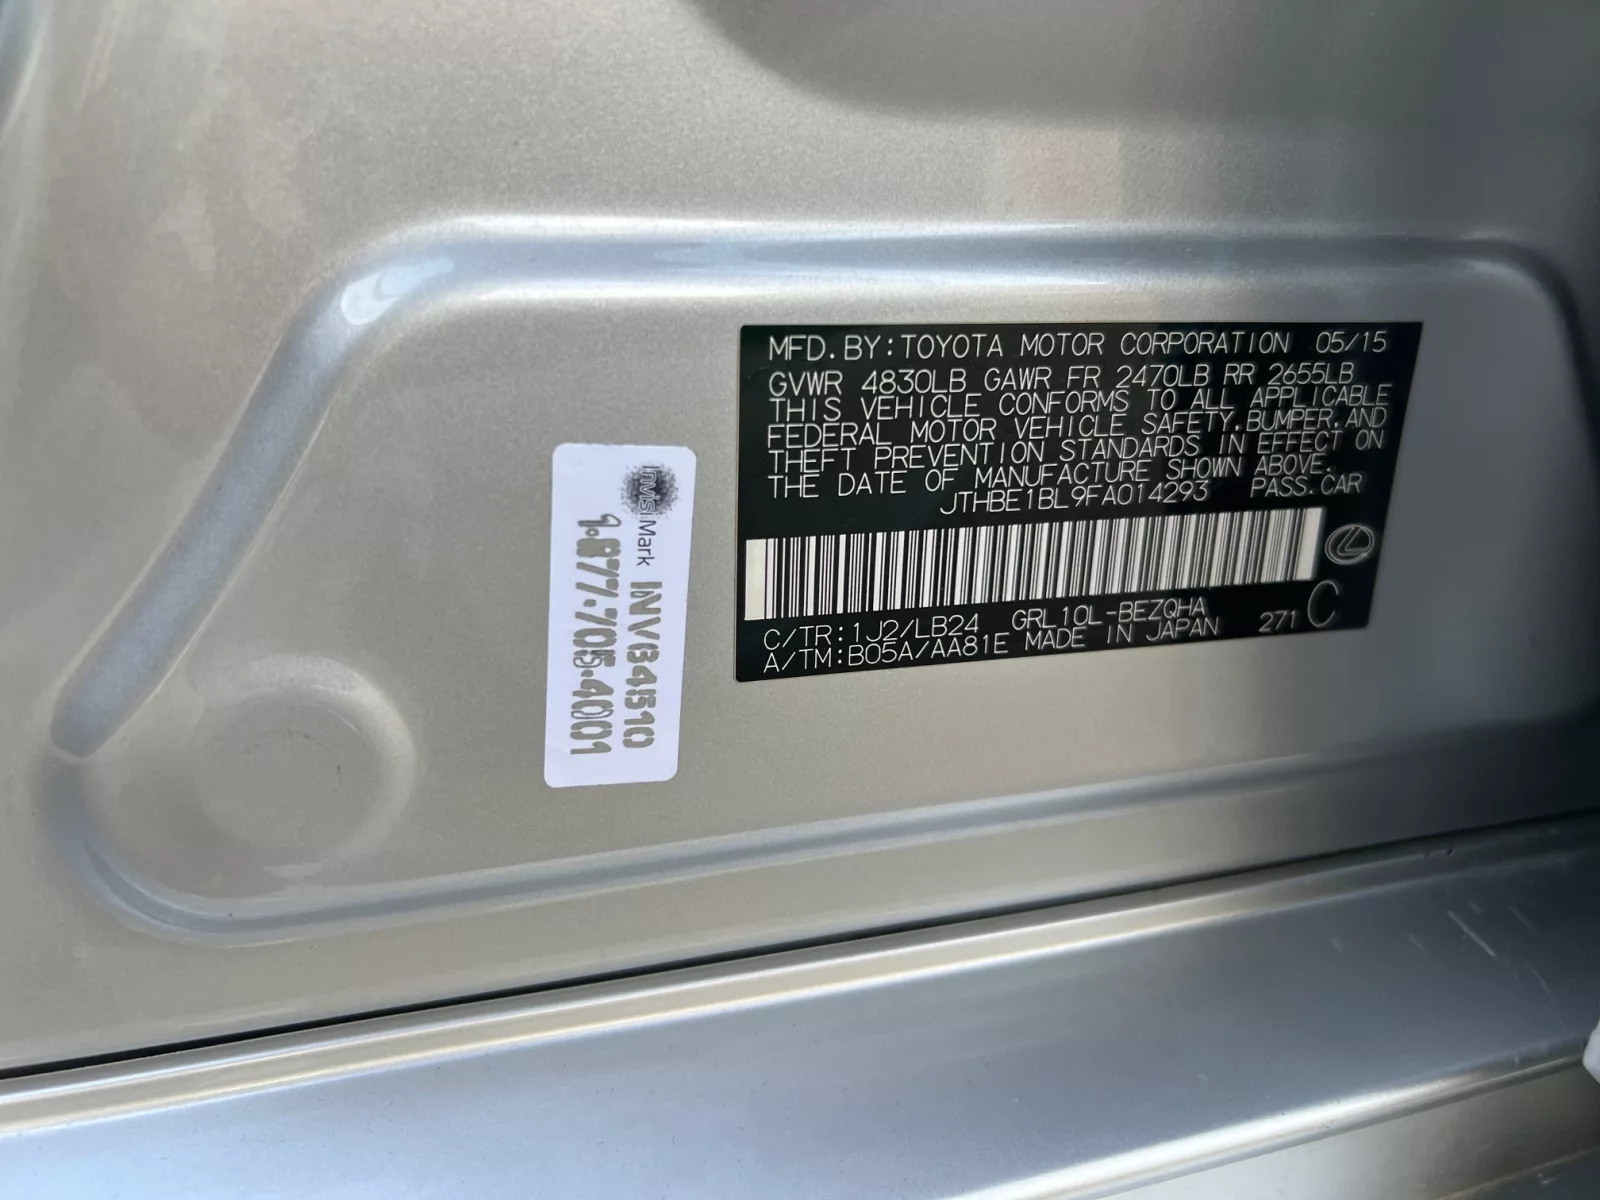 MFD.BY:TOYOTA MOTOR CORPORATION 05/15
GVWR 4830LB GAWR FR 2470LB RR 2655LB
THIS VEHICLE CONFORMS TO ALL APPLICABLE
FEDERAL MOTOR VEHICLE SAFETY,BUMPER,AND
THEFT PREVENTION STANDARDS IN EFFECT ON
THE DATE OF MANUFACTURE SHOWN ABOVE.
JTHBE1BL9FA014293 PASS.CAR
C/TR:1J2/LB24 GRL10L-BEZQHA
A/TM:B05A/AA81E MADE IN JAPAN 271 C
InvisiMark INV64510
1-877-705-4001